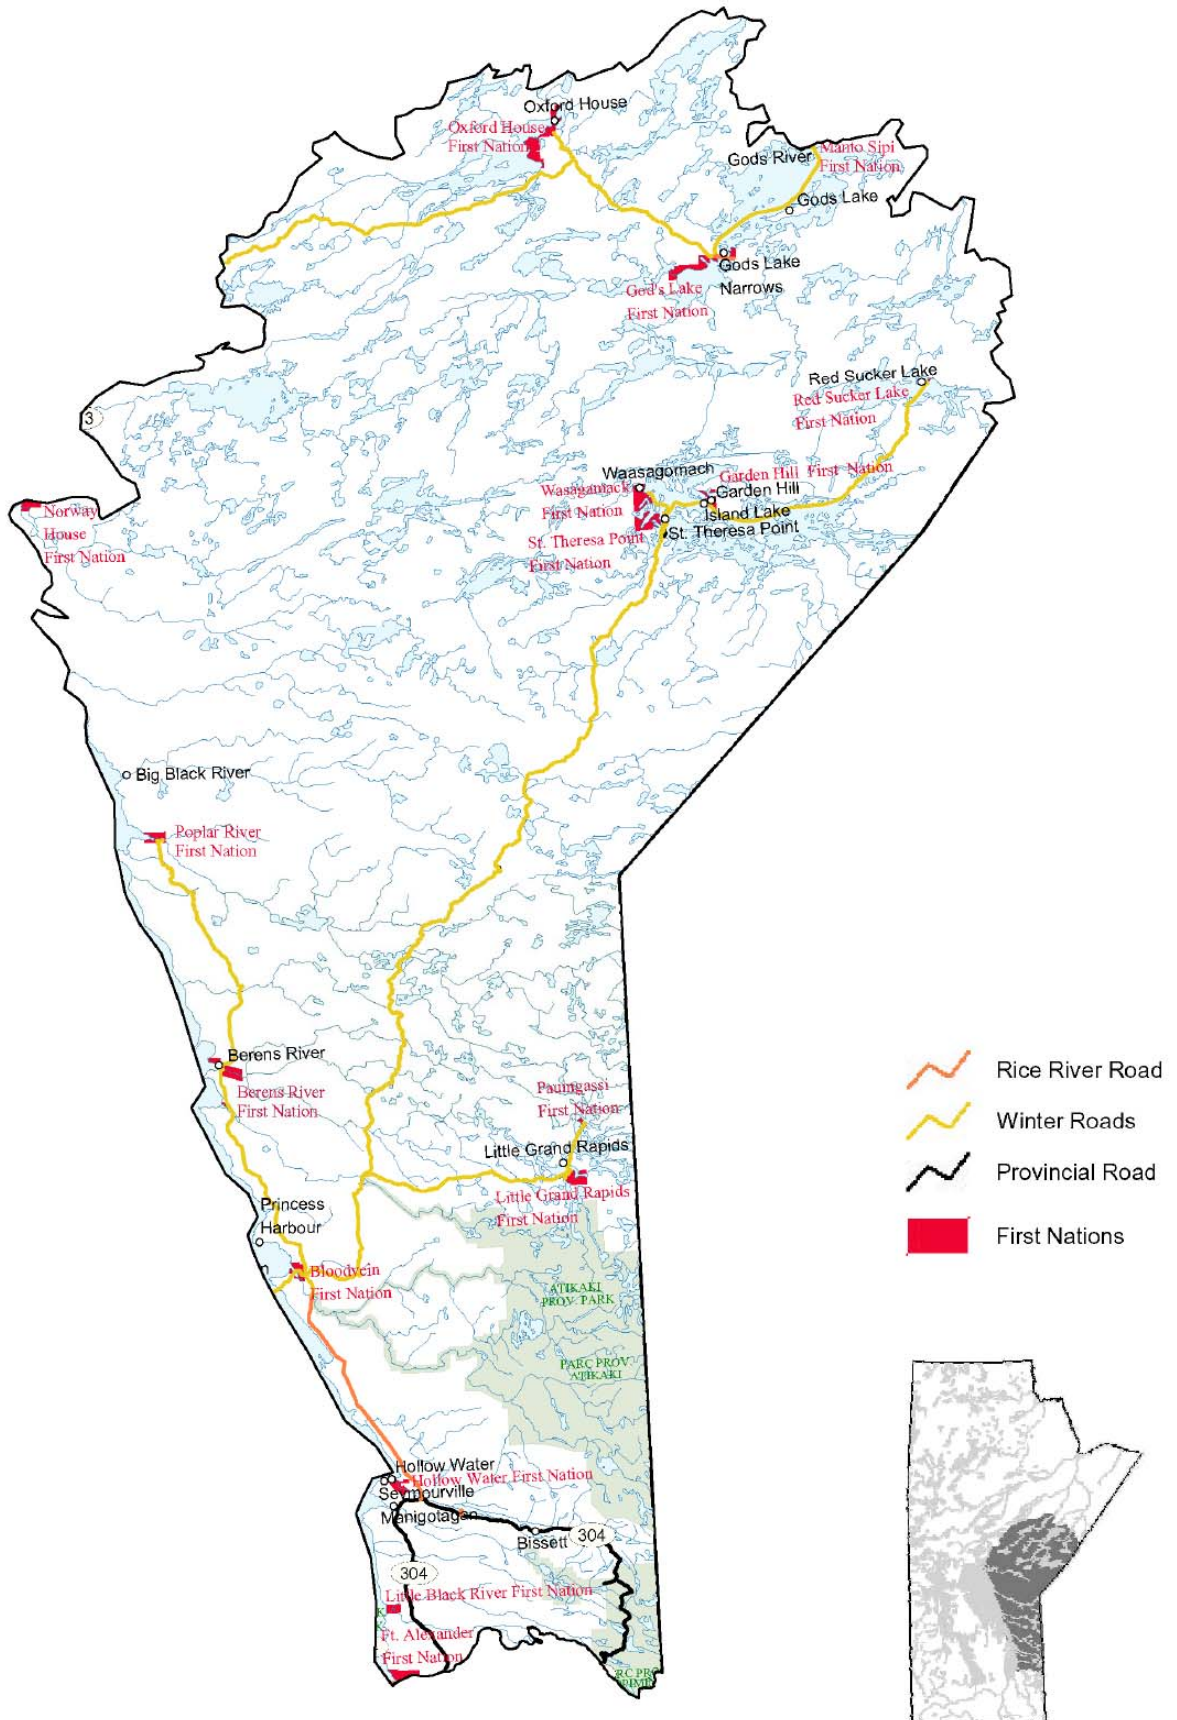 Oxford House
Oxford House
First Nation
Gods River
Manto Sipi
First Nation
Gods Lake
Gods Lake
Narrows
God's Lake
First Nation
Red Sucker Lake
Red Sucker Lake
First Nation
3
Waasagomach
Garden Hill First Nation
Wasagamack
First Nation
Garden Hill
Island Lake
St. Theresa Point
St. Theresa Point
First Nation
Norway
House
First Nation
Big Black River
Poplar River
First Nation
Berens River
Berens River
First Nation
Pauingassi
First Nation
Little Grand Rapids
Little Grand Rapids
First Nation
Princess
Harbour
n
Bloodvein
First Nation
ATIKAKI
PROV. PARK
PARC PROV.
ATIKAKI
Hollow Water
Hollow Water First Nation
Seymourville
Manigotagan
Bissett
304
304
Little Black River First Nation
Ft. Alexander
First Nation
RC PR
Rice River Road
Winter Roads
Provincial Road
First Nations